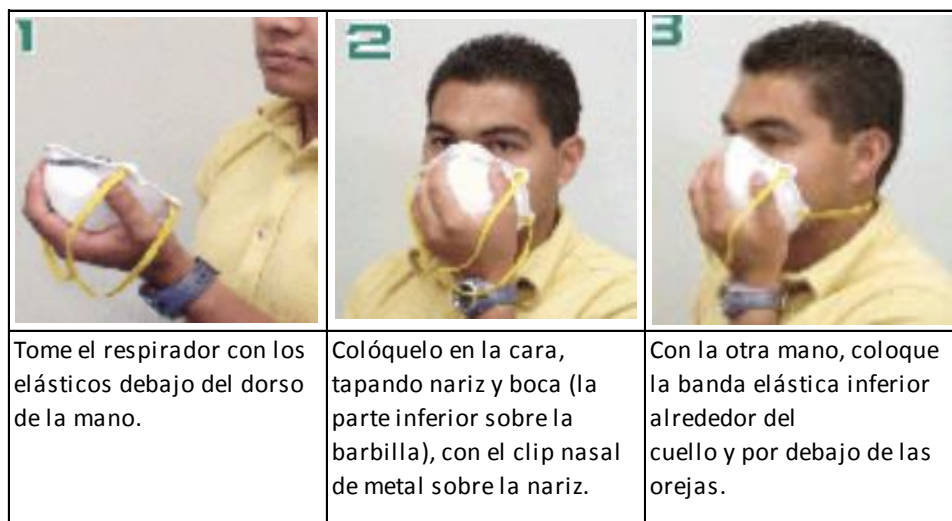 1
2
3
Tome el respirador con los
elásticos debajo del dorso
de la mano.
Colóquelo en la cara,
tapando nariz y boca (la
parte inferior sobre la
barbilla), con el clip nasal
de metal sobre la nariz.
Con la otra mano, coloque
la banda elástica inferior
alrededor del
cuello y por debajo de las
orejas.